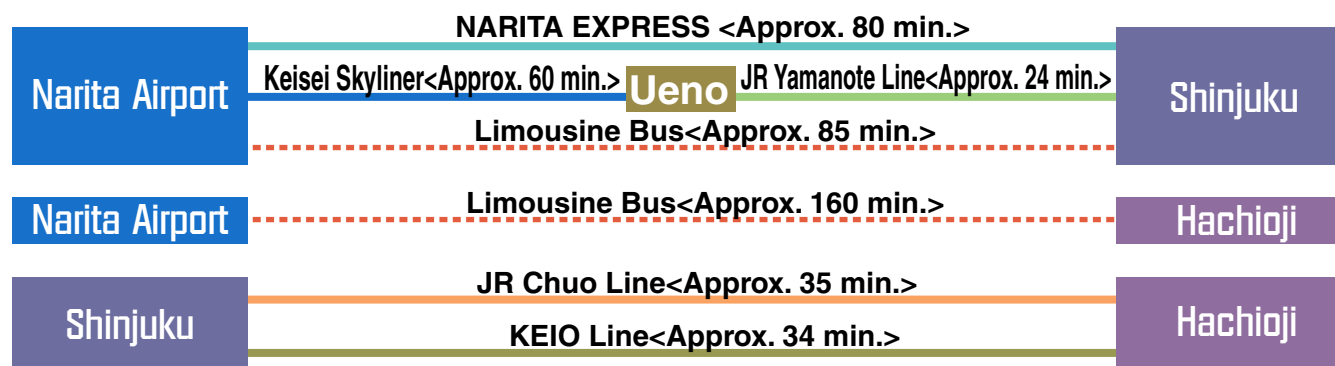 NARITA EXPRESS <Approx. 80 min.>
Narita Airport
Keisei Skyliner<Approx. 60 min.>
Ueno
JR Yamanote Line<Approx. 24 min.>
Shinjuku
Limousine Bus<Approx. 85 min.>
Narita Airport
Limousine Bus<Approx. 160 min.>
Hachioji
Shinjuku
JR Chuo Line<Approx. 35 min.>
KEIO Line<Approx. 34 min.>
Hachioji